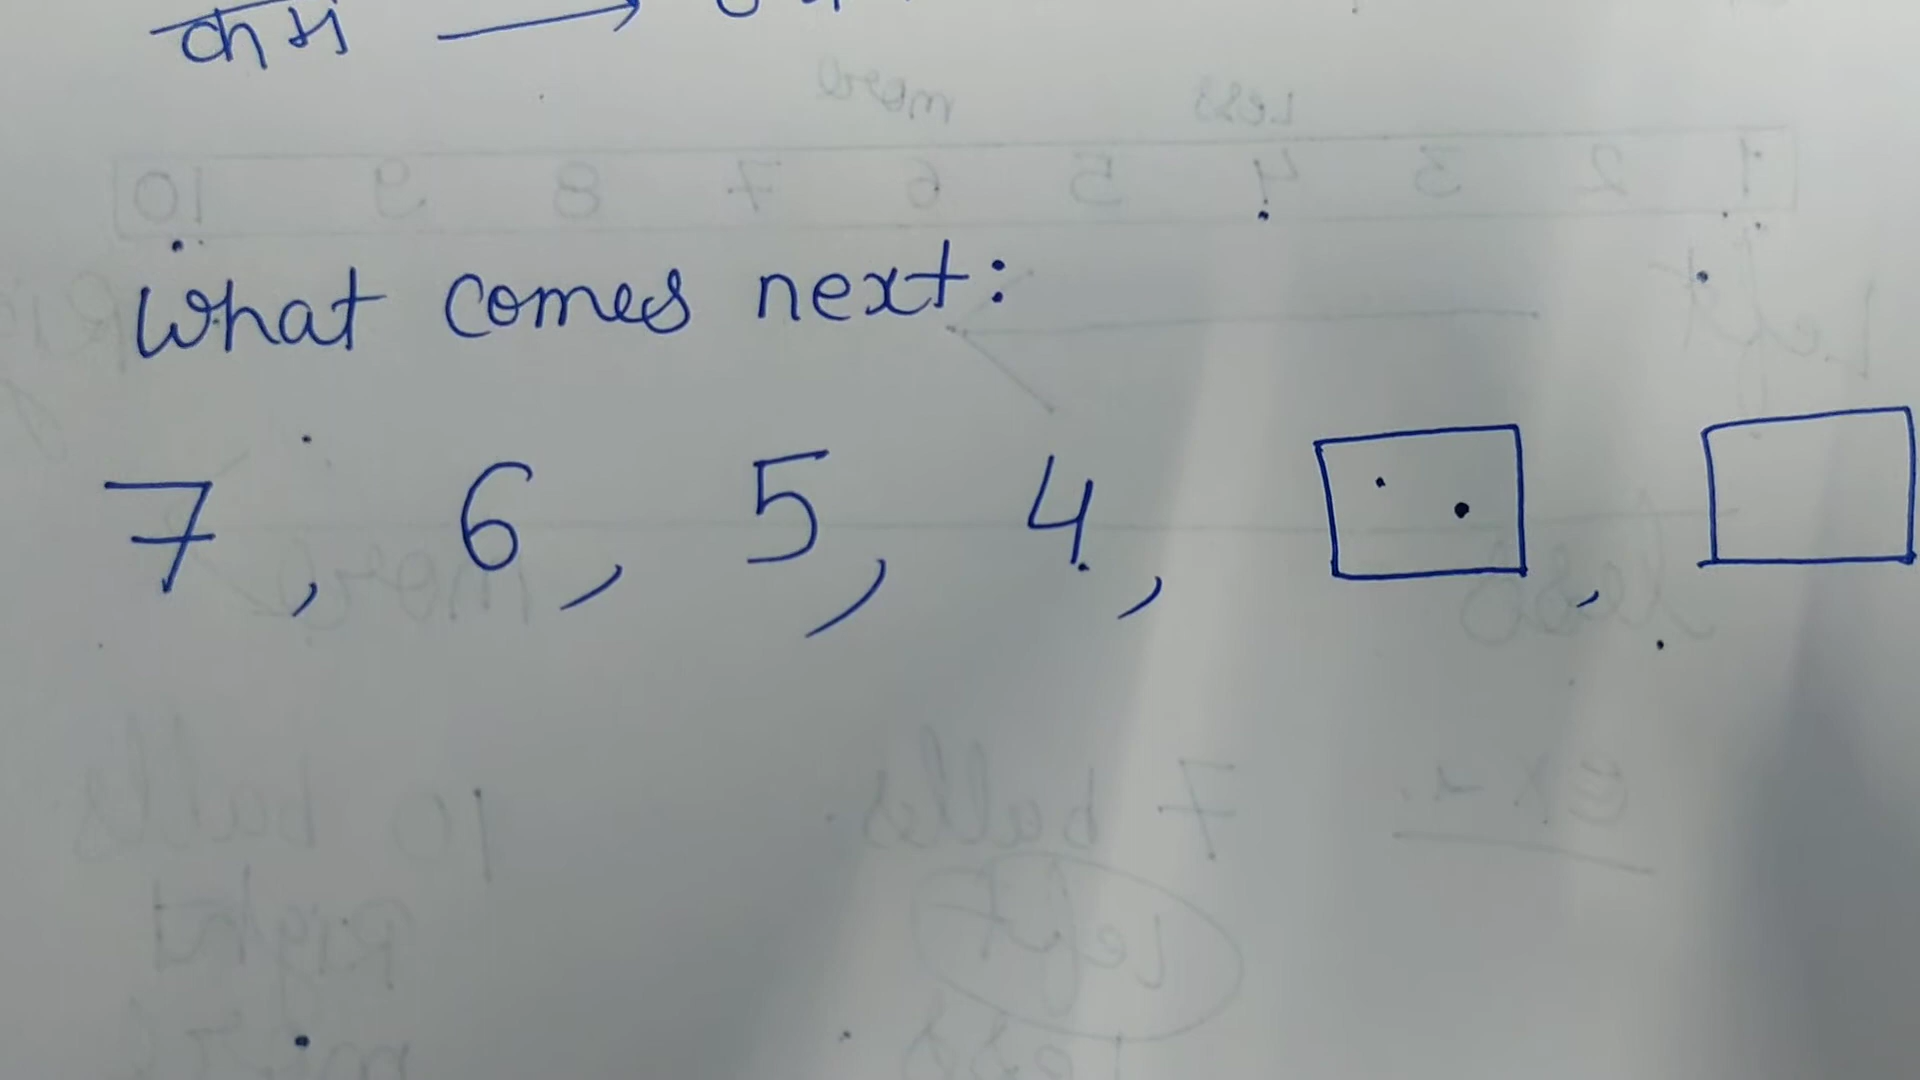 कम →
What comes next:
7, 6, 5, 4,